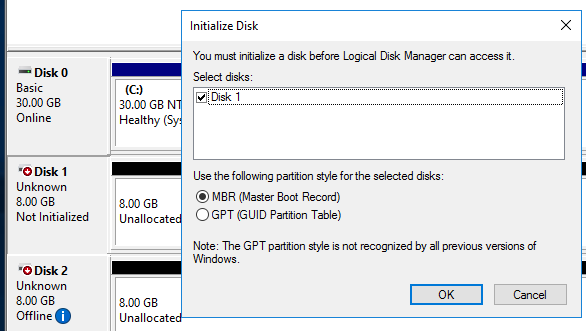 Disk 0
Basic
30.00 GB
Online
(C:)
30.00 GB NT
Healthy (Sys
Disk 1
Unknown
8.00 GB
Not Initialized
8.00 GB
Unallocated
Disk 2
Unknown
8.00 GB
Offline
8.00 GB
Unallocated
Initialize Disk
You must initialize a disk before Logical Disk Manager can access it.
Select disks:
Disk 1
Use the following partition style for the selected disks:
MBR (Master Boot Record)
GPT (GUID Partition Table)
Note: The GPT partition style is not recognized by all previous versions of
Windows.
OK
Cancel